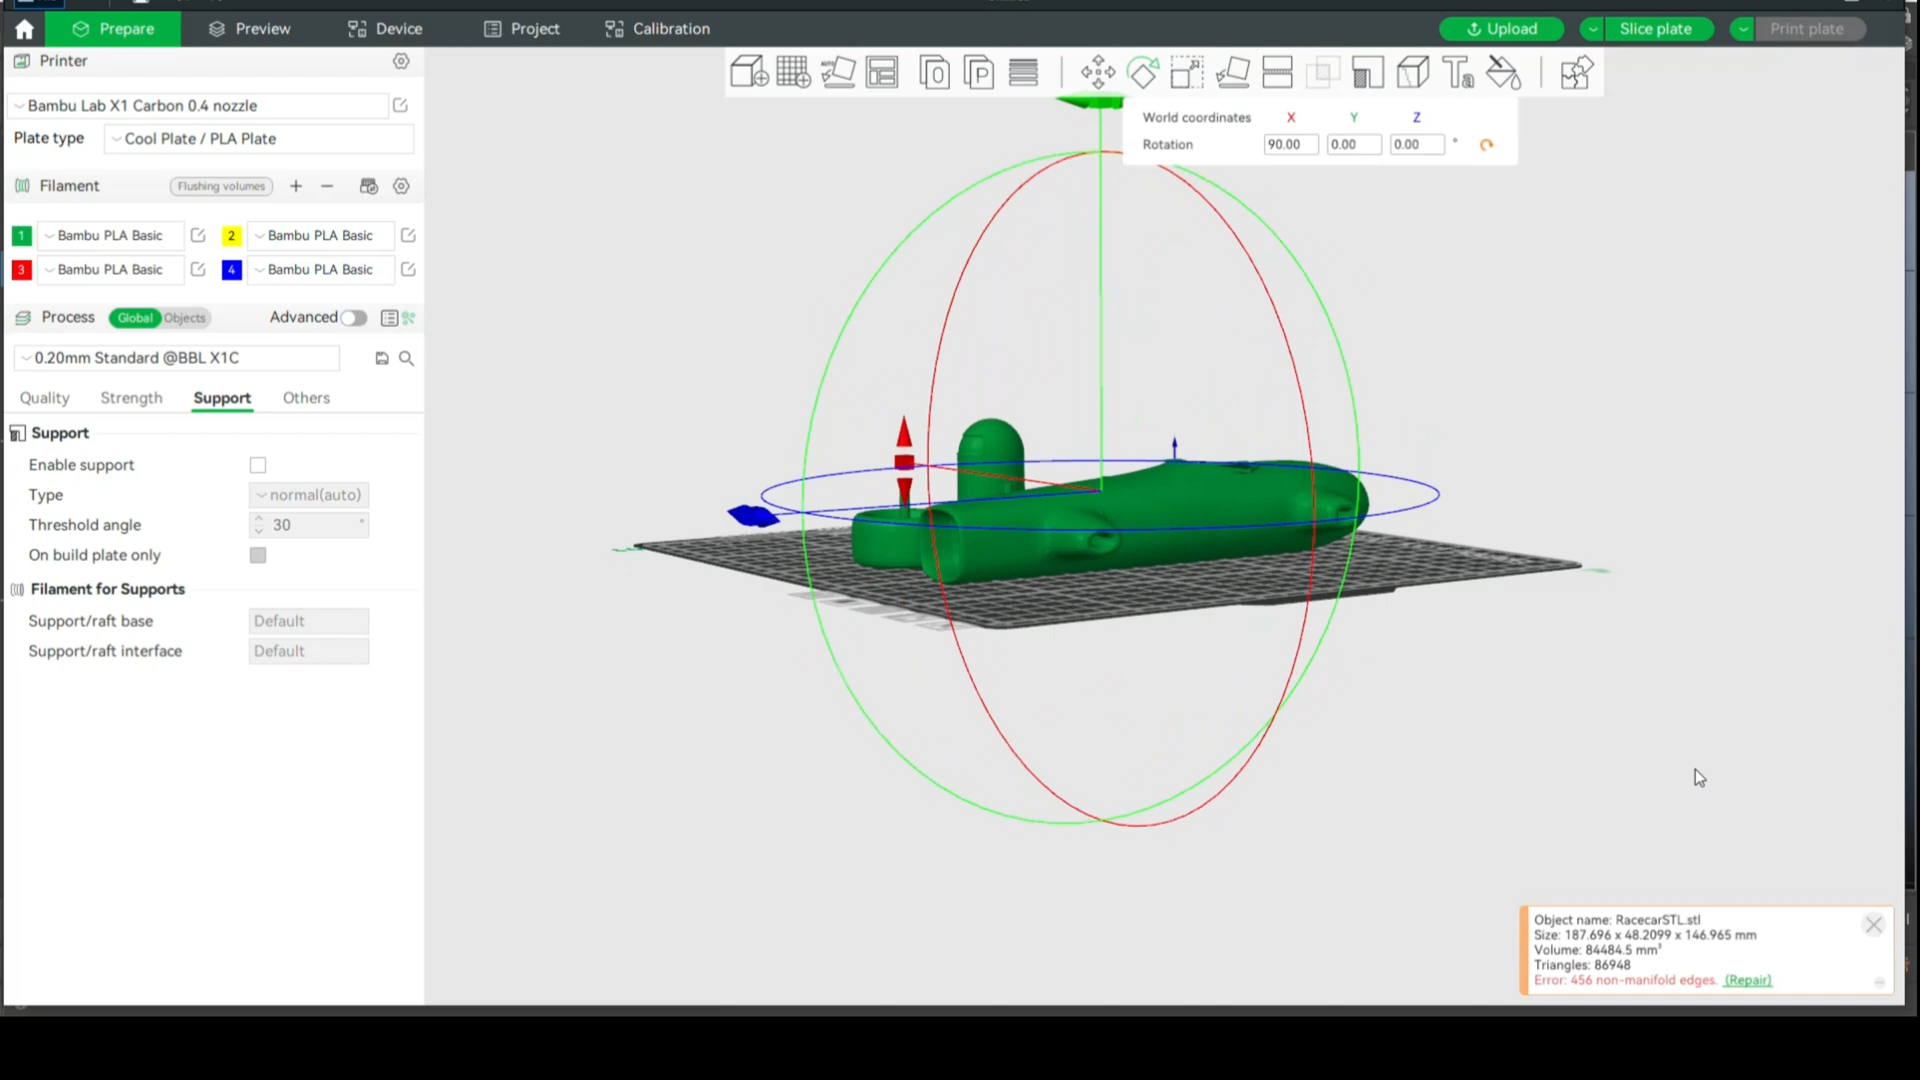 Prepare
Preview
Device
Project
Calibration
Upload
Slice plate
Print plate
Printer
Bambu Lab X1 Carbon 0.4 nozzle
Plate type
Cool Plate / PLA Plate
Filament
Flushing volumes
1 Bambu PLA Basic
2 Bambu PLA Basic
3 Bambu PLA Basic
4 Bambu PLA Basic
Process
Global
Objects
Advanced
0.20mm Standard @BBL X1C
Quality
Strength
Support
Others
Support
Enable support
Type
normal(auto)
Threshold angle
30 °
On build plate only
Filament for Supports
Support/raft base
Default
Support/raft interface
Default
World coordinates X Y Z
Rotation 90.00 0.00 0.00 °
Object name: RacecarSTL.stl
Size: 187.696 x 48.2099 x 146.965 mm
Volume: 84484.5 mm³
Triangles: 86948
Error: 456 non-manifold edges. (Repair)